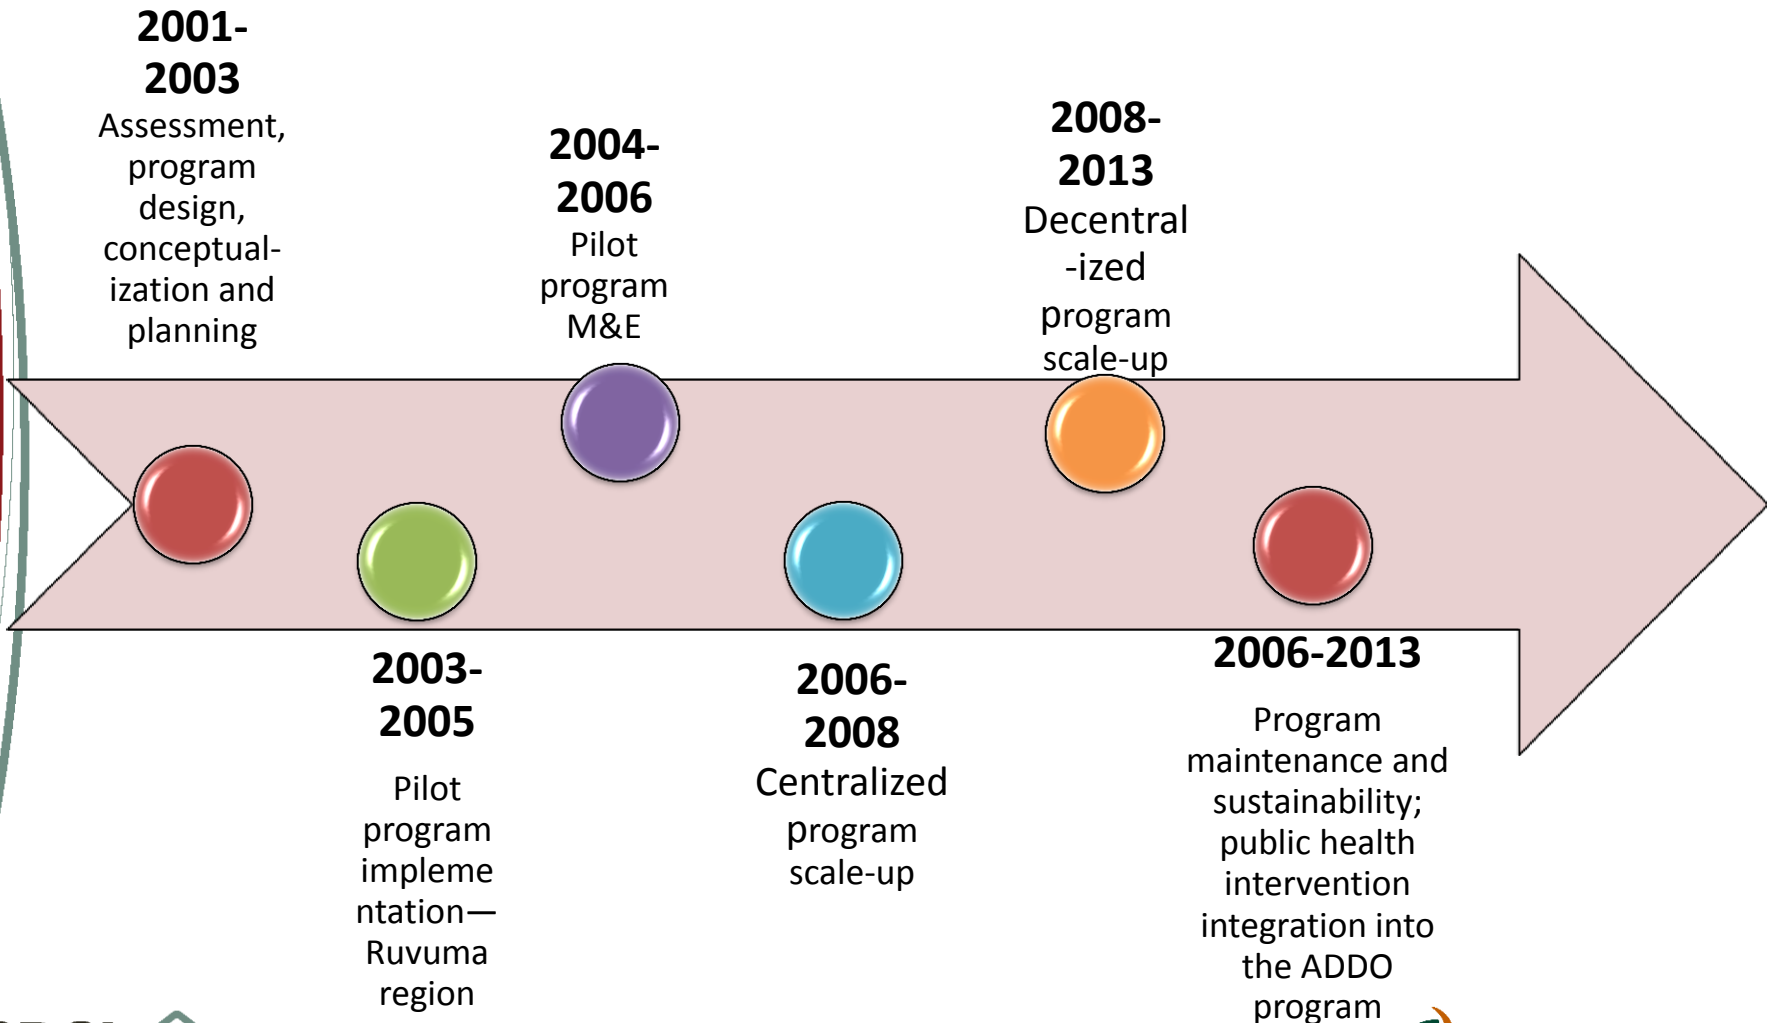 2001-
2003
Assessment,
program
design,
conceptual-
ization and
planning
2003-
2005
Pilot
program
impleme
ntation—
Ruvuma
region
2004-
2006
Pilot
program
M&E
2006-
2008
Centralized
program
scale-up
2008-
2013
Decentral
-ized
program
scale-up
2006-2013
Program
maintenance and
sustainability;
public health
intervention
integration into
the ADDO
program